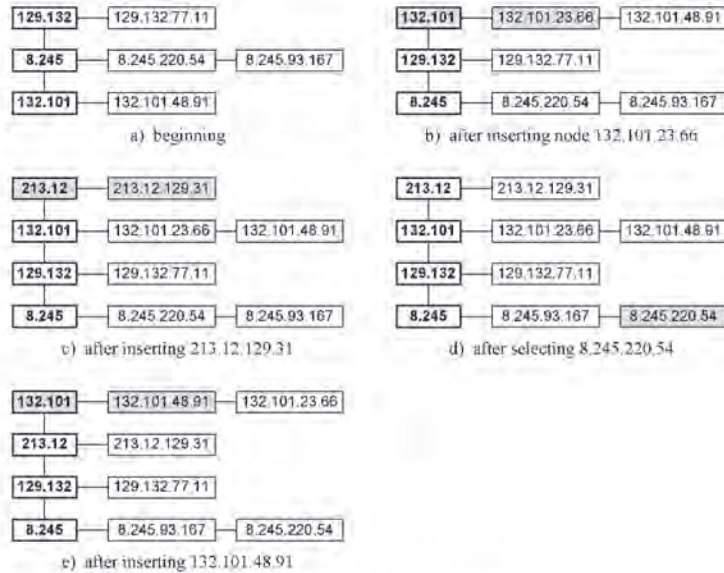 129.132 129.132.77.11
8.245 8.245.220.54 8.245.93.167
132.101 132.101.48.91
a) beginning
132.101 132.101.23.66 132.101.48.91
129.132 129.132.77.11
8.245 8.245.220.54 8.245.93.167
b) after inserting node 132.101.23.66
213.12 213.12.129.31
132.101 132.101.23.66 132.101.48.91
129.132 129.132.77.11
8.245 8.245.220.54 8.245.93.167
c) after inserting 213.12.129.31
213.12 213.12.129.31
132.101 132.101.23.66 132.101.48.91
129.132 129.132.77.11
8.245 8.245.93.167 8.245.220.54
d) after selecting 8.245.220.54
132.101 132.101.48.91 132.101.23.66
213.12 213.12.129.31
129.132 129.132.77.11
8.245 8.245.93.167 8.245.220.54
e) after inserting 132.101.48.91